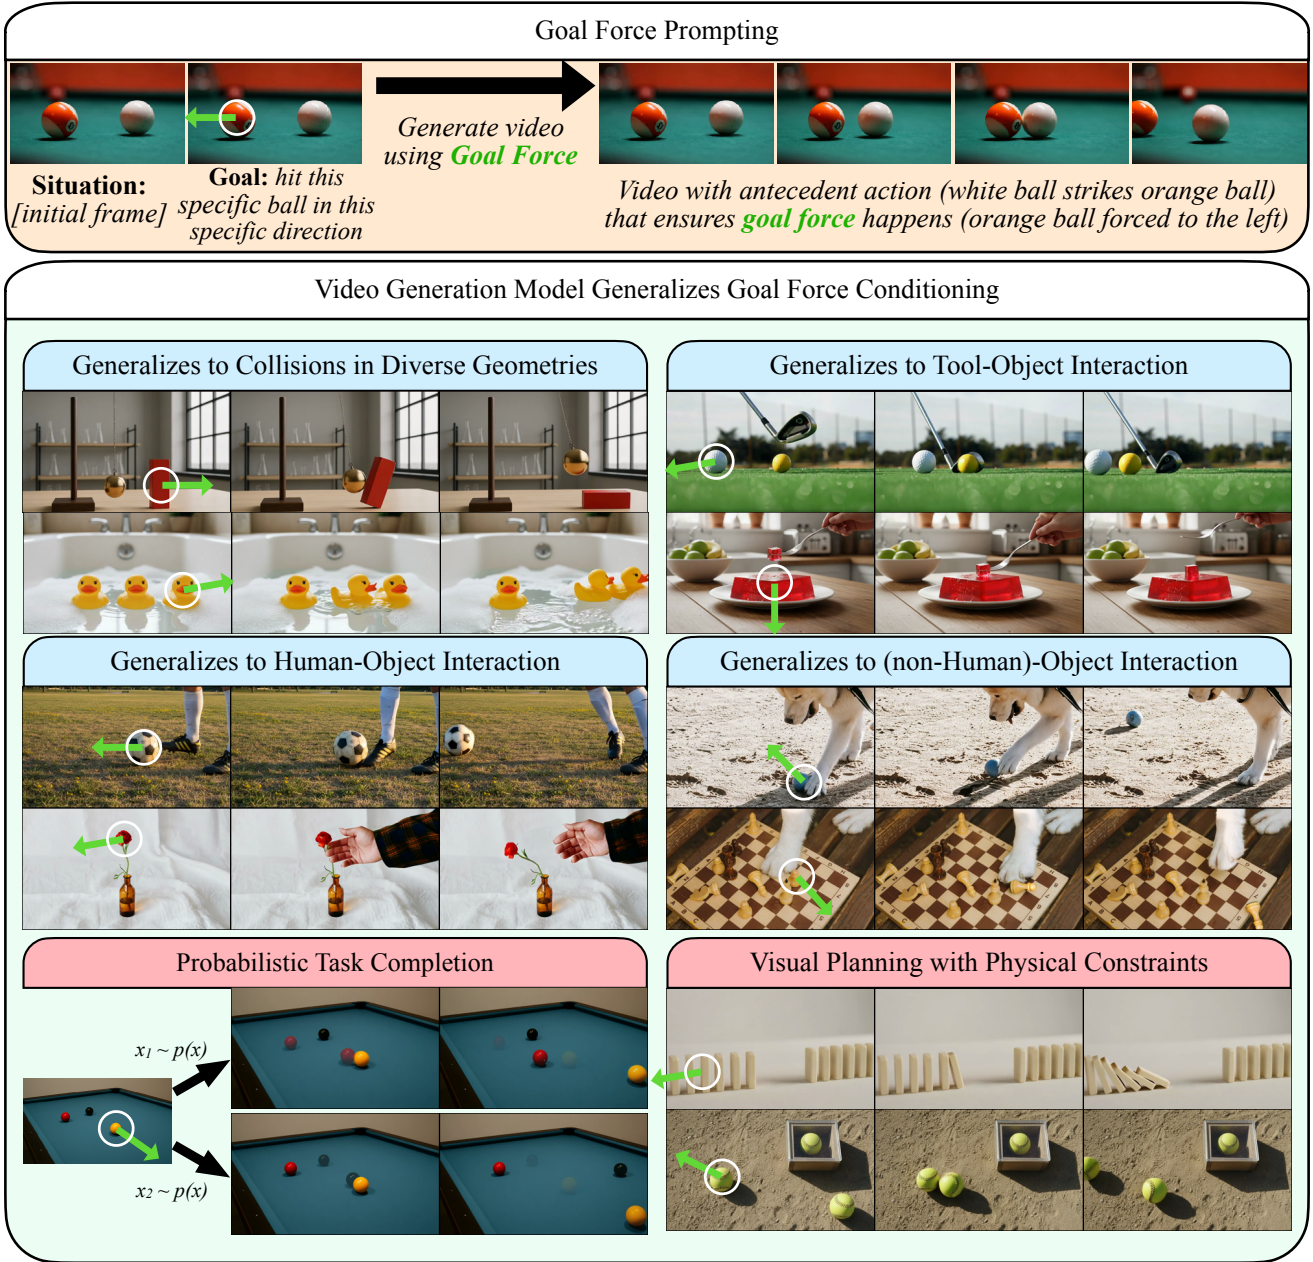 Goal Force Prompting
Situation:
[initial frame]
Goal: hit this
specific ball in this
specific direction
Generate video
using Goal Force
Video with antecedent action (white ball strikes orange ball)
that ensures goal force happens (orange ball forced to the left)
Video Generation Model Generalizes Goal Force Conditioning
Generalizes to Collisions in Diverse Geometries
Generalizes to Tool-Object Interaction
Generalizes to Human-Object Interaction
Generalizes to (non-Human)-Object Interaction
Probabilistic Task Completion
x1 ~ p(x)
x2 ~ p(x)
Visual Planning with Physical Constraints